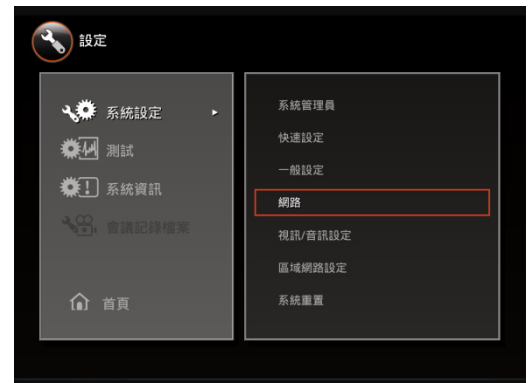 設定
系統設定
測試
系統資訊
會議記錄檔案
首頁
系統管理員
快速設定
一般設定
網路
視訊/音訊設定
區域網路設定
系統重置